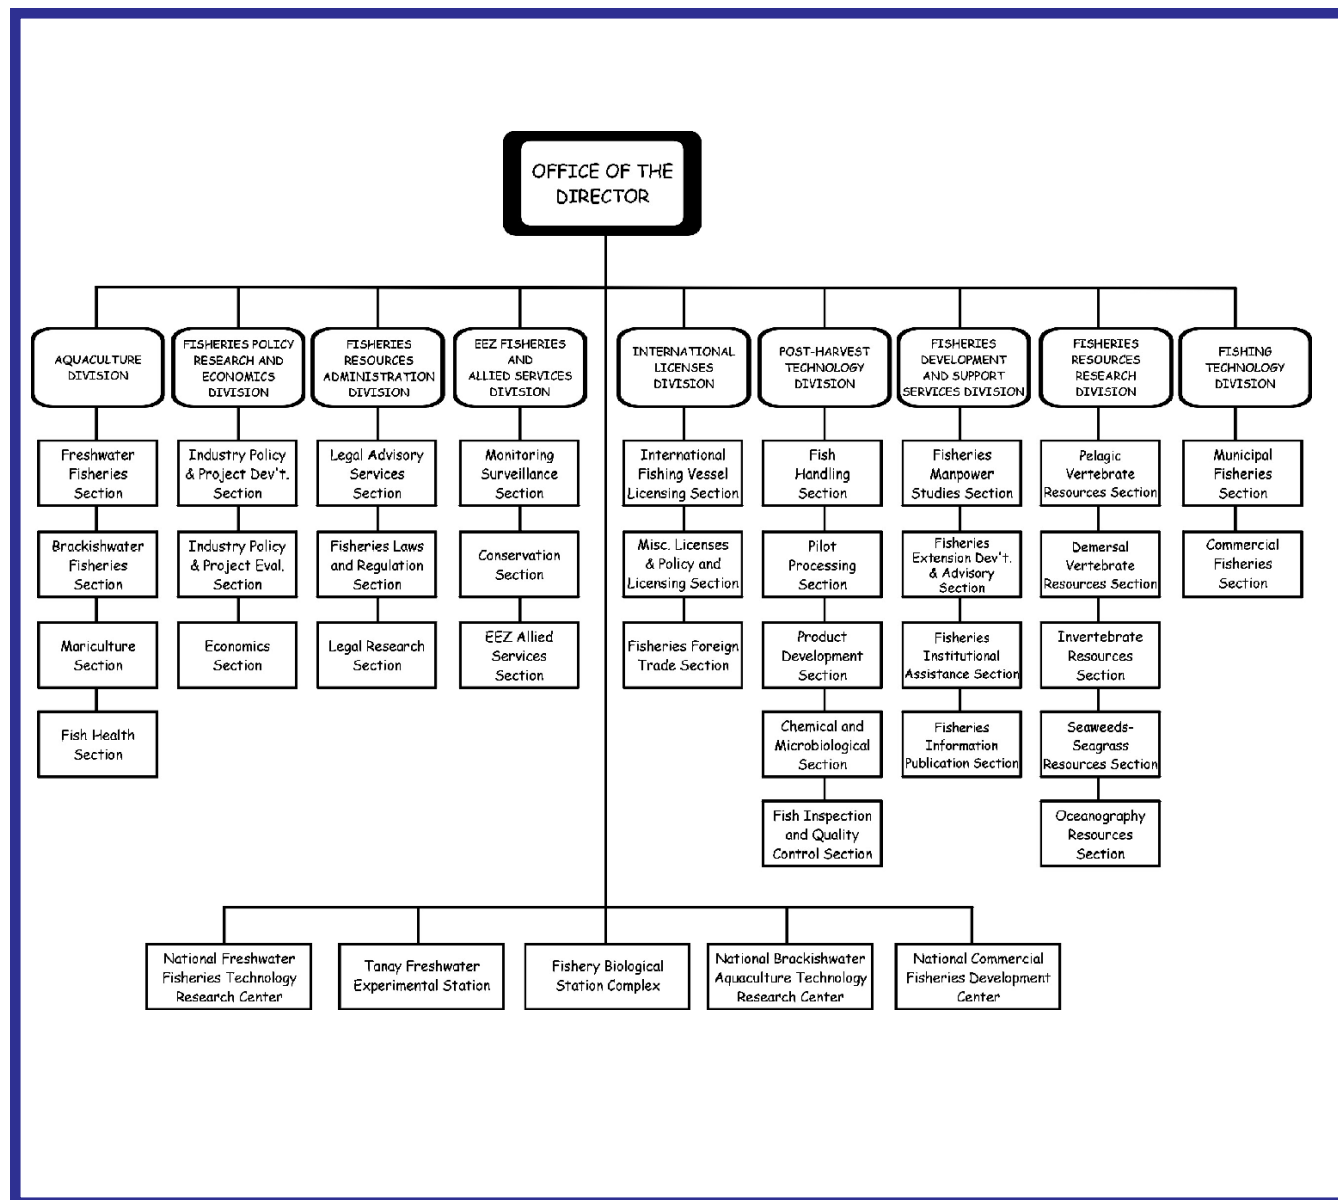 OFFICE OF THE
DIRECTOR
AQUACULTURE
DIVISION
FISHERIES POLICY
RESEARCH AND
ECONOMICS
DIVISION
FISHERIES
RESOURCES
ADMINISTRATION
DIVISION
EEZ FISHERIES
AND
ALLIED SERVICES
DIVISION
INTERNATIONAL
LICENSES
DIVISION
POST-HARVEST
TECHNOLOGY
DIVISION
FISHERIES
DEVELOPMENT
AND SUPPORT
SERVICES DIVISION
FISHERIES
RESOURCES
RESEARCH
DIVISION
FISHING
TECHNOLOGY
DIVISION
Freshwater
Fisheries
Section
Industry Policy
& Project Dev't.
Section
Legal Advisory
Services
Section
Monitoring
Surveillance
Section
International
Fishing Vessel
Licensing Section
Fish
Handling
Section
Fisheries
Manpower
Studies Section
Pelagic
Vertebrate
Resources Section
Municipal
Fisheries
Section
Brackishwater
Fisheries
Section
Industry Policy
& Project Eval.
Section
Fisheries Laws
and Regulation
Section
Conservation
Section
Misc. Licenses
& Policy and
Licensing Section
Pilot
Processing
Section
Fisheries
Extension Dev't.
& Advisory
Section
Demersal
Vertebrate
Resources Section
Commercial
Fisheries
Section
Mariculture
Section
Economics
Section
Legal Research
Section
EEZ Allied
Services
Section
Fisheries Foreign
Trade Section
Product
Development
Section
Fisheries
Institutional
Assistance Section
Invertebrate
Resources
Section
Fish Health
Section
Chemical and
Microbiological
Section
Fisheries
Information
Publication Section
Seaweeds-
Seagrass
Resources Section
Fish Inspection
and Quality
Control Section
Oceanography
Resources
Section
National Freshwater
Fisheries Technology
Research Center
Tanay Freshwater
Experimental Station
Fishery Biological
Station Complex
National Brackishwater
Aquaculture Technology
Research Center
National Commercial
Fisheries Development
Center